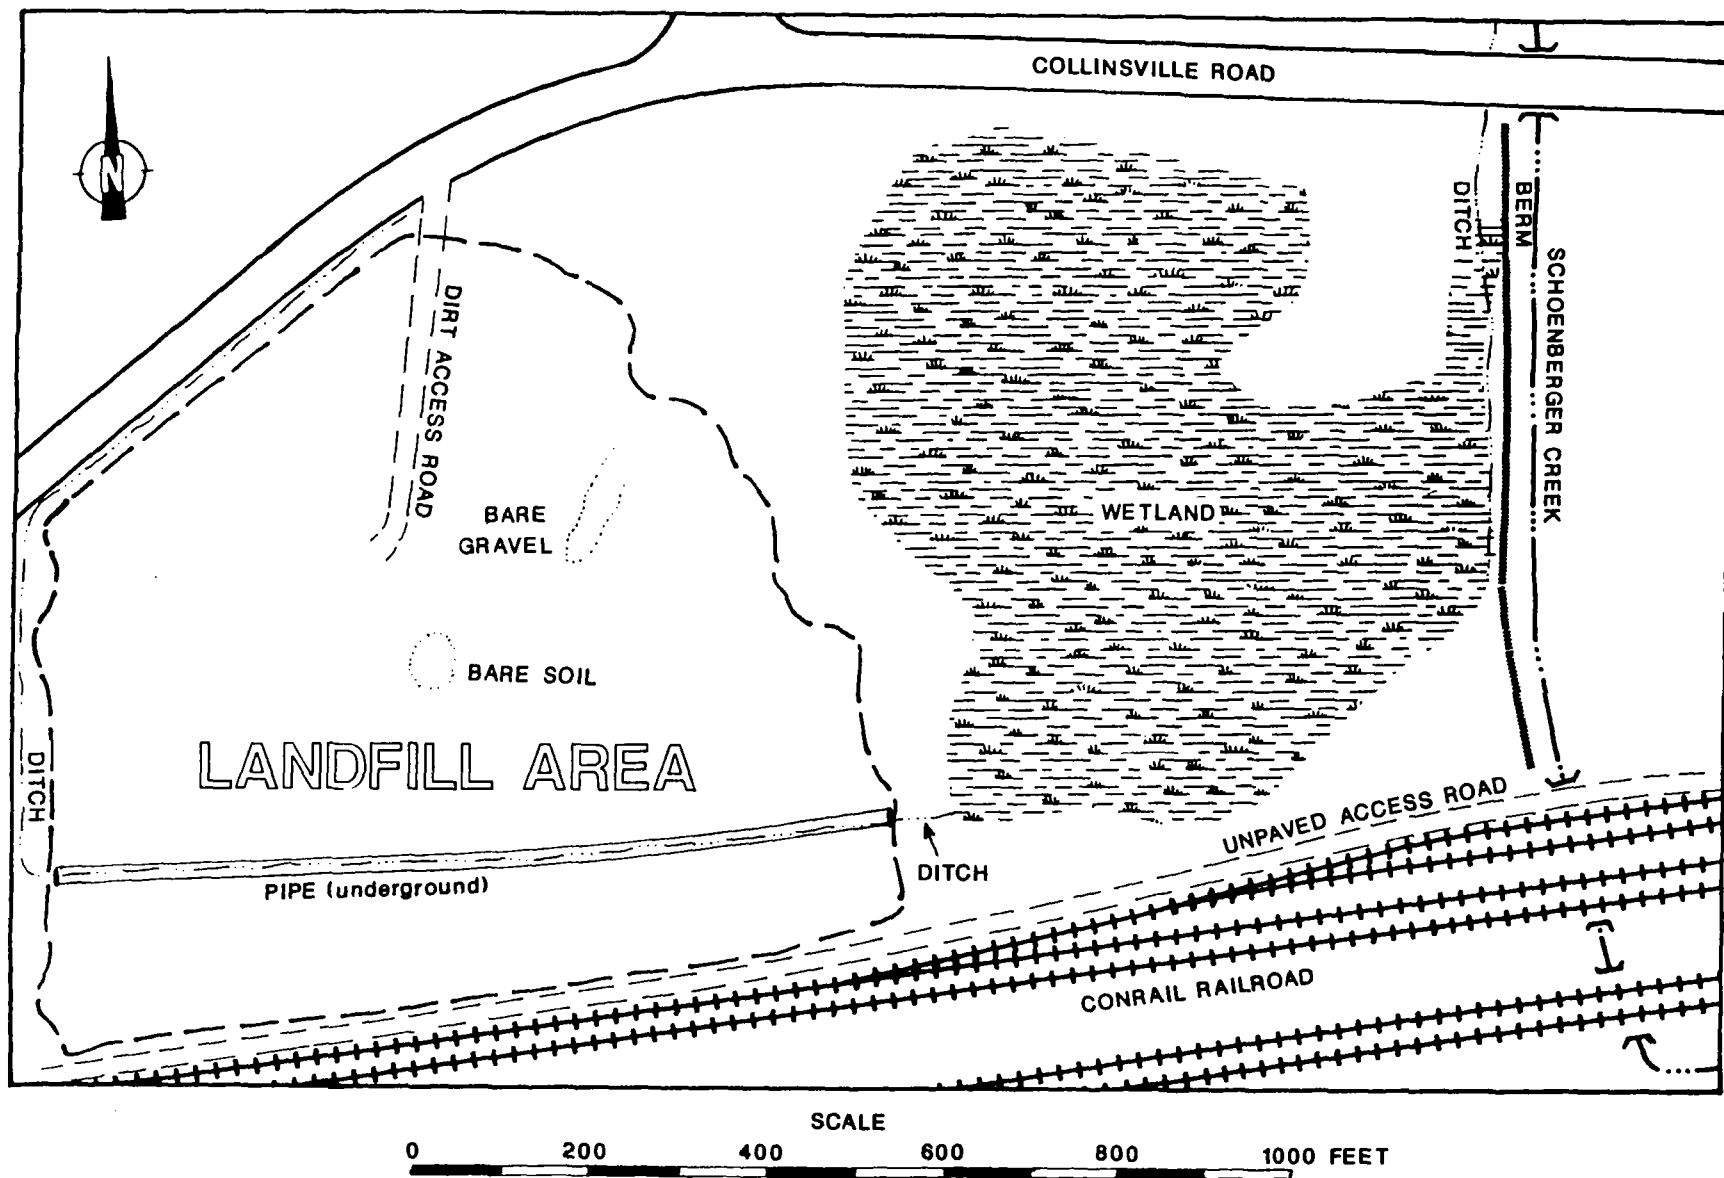 COLLINSVILLE ROAD
N
DITCH
BERM
SCHOENBERGER CREEK
DIRT ACCESS ROAD
BARE
GRAVEL
WETLAND
BARE SOIL
LANDFILL AREA
DITCH
UNPAVED ACCESS ROAD
DITCH
PIPE (underground)
CONRAIL RAILROAD
SCALE
0 200 400 600 800 1000 FEET